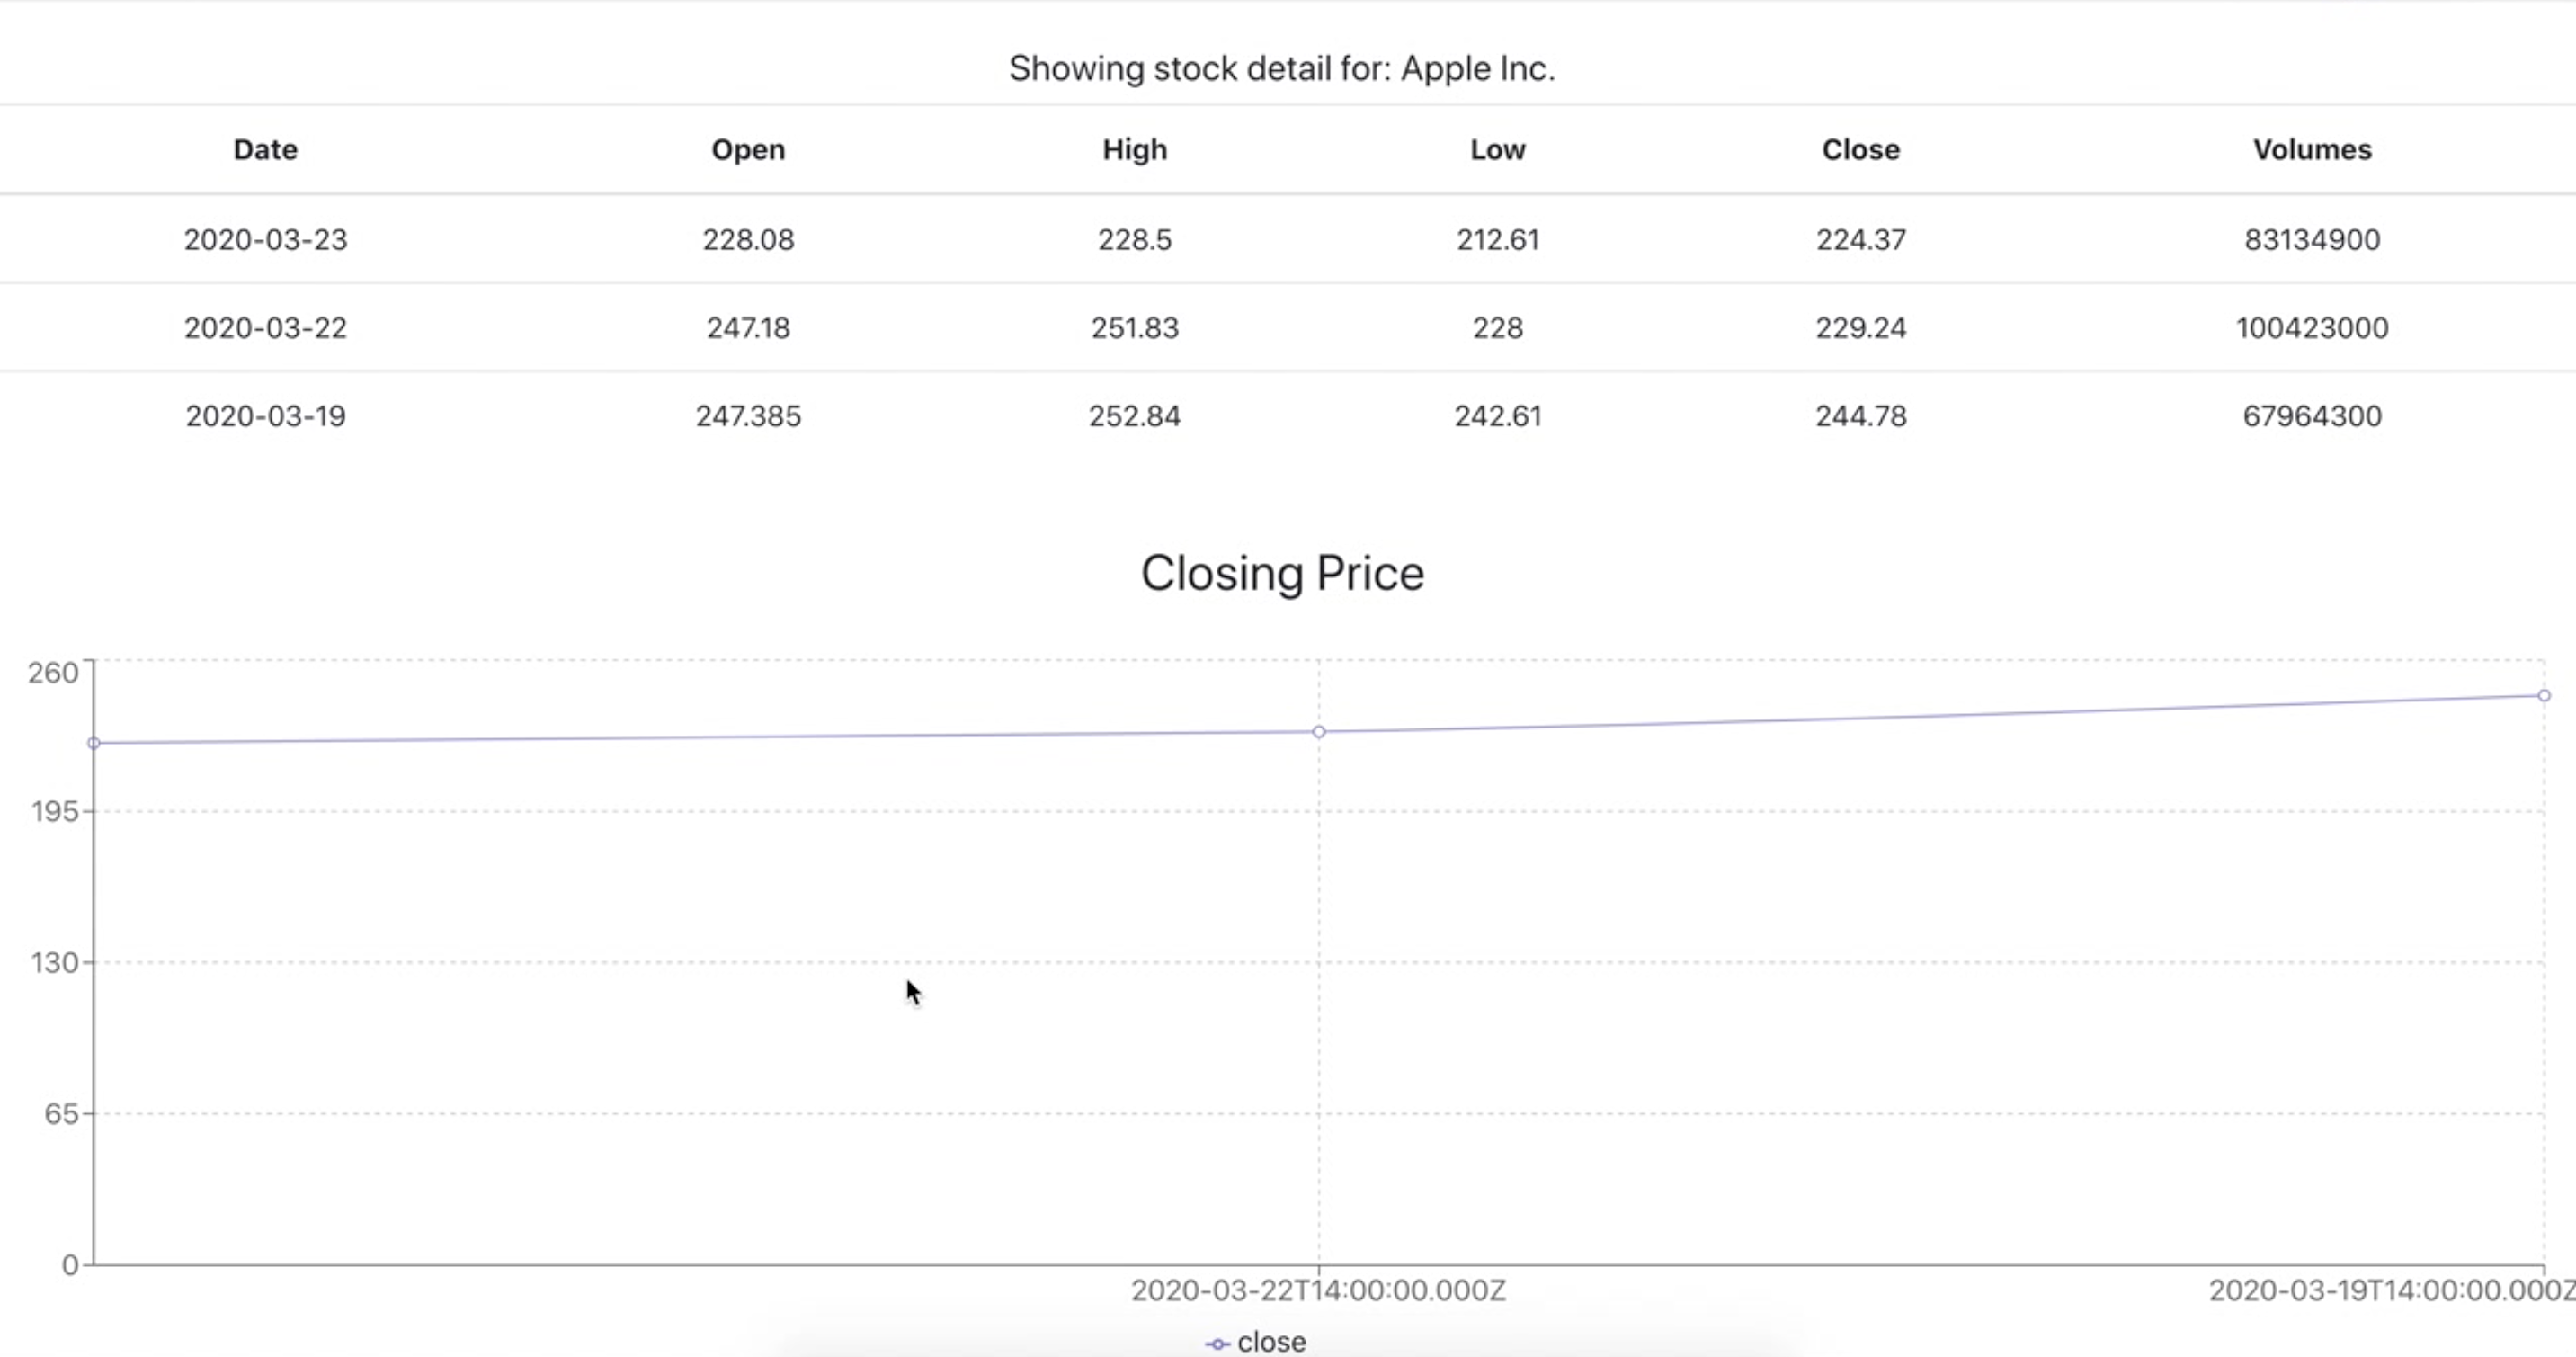 Showing stock detail for: Apple Inc.
Date Open High Low Close Volumes
2020-03-23 228.08 228.5 212.61 224.37 83134900
2020-03-22 247.18 251.83 228 229.24 100423000
2020-03-19 247.385 252.84 242.61 244.78 67964300
Closing Price
260
195
130
65
0
2020-03-22T14:00:00.000Z 2020-03-19T14:00:00.000Z
close